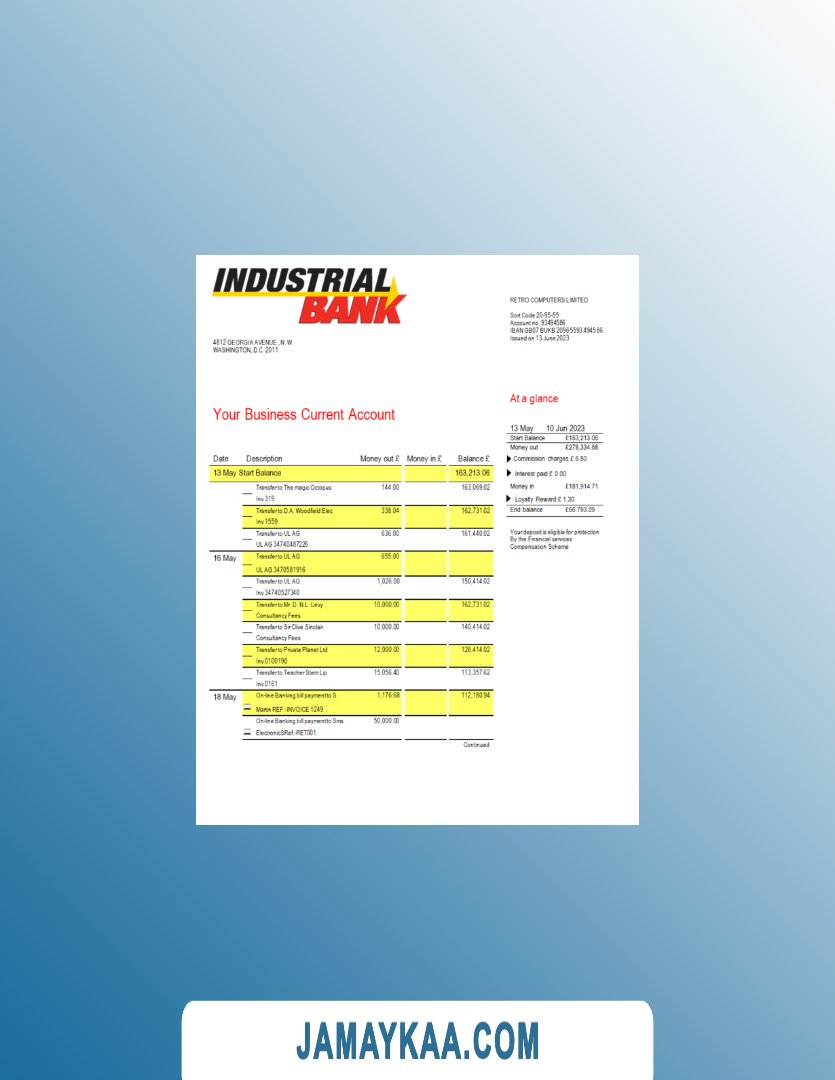 INDUSTRIAL
BANK
4812 GEORGIA AVENUE., N. W.
WASHINGTON, D.C. 2011
RETRO COMPUTERS LIMITED
Sort Code 20-95-55
Account no. 93494586
IBAN GB07 BUKB 20965593 494586
Issued on 13 June 2023
Your Business Current Account
At a glance
13 May 10 Jun 2023
Start Balance £163,213.06
Money out £278,334.68
Commission charges £ 6.50
Interest paid £ 0.00
Money in £181,914.71
Loyalty Reward £ 1.30
End balance £66.793.09
Your deposit is eligible for protection
By the Financial services
Compensation Scheme
Date Description Money out £ Money in £ Balance £
13 May Start Balance 163,213.06
Transfer to The magic Octopus 144.00 163,069.02
Inv 319
Transfer to D.A. Woodfield Elec 338.04 162,731.02
Inv 1559
Transfer to UL AG 636.00 161,440.02
UL AG 34740487226
16 May Transfer to UL AG 655.00
UL AG 3470581916
Transfer to UL AG 1,026.00 150,414.02
Inv 34740527340
Transfer to Mr. D. N.L. Levy 10,000.00 162,731.02
Consultancy Fees
Transfer to Sir Clive Sinclair 10,000.00 140,414.02
Consultancy Fees
Transfer to Private Planet Ltd 12,000.00 128,414.02
Inv 0100190
Transfer to Teacher Stem Lip 15,056.40 113,357.62
Inv 0161
18 May On-line Banking bill payment to S 1,176.68 112,180.94
Martin REF:-INVOICE 1249
On-line Banking bill payment to Sms 50,000.00
ElectronicSRef:-RET001
Continued
JAMAYKAA.COM